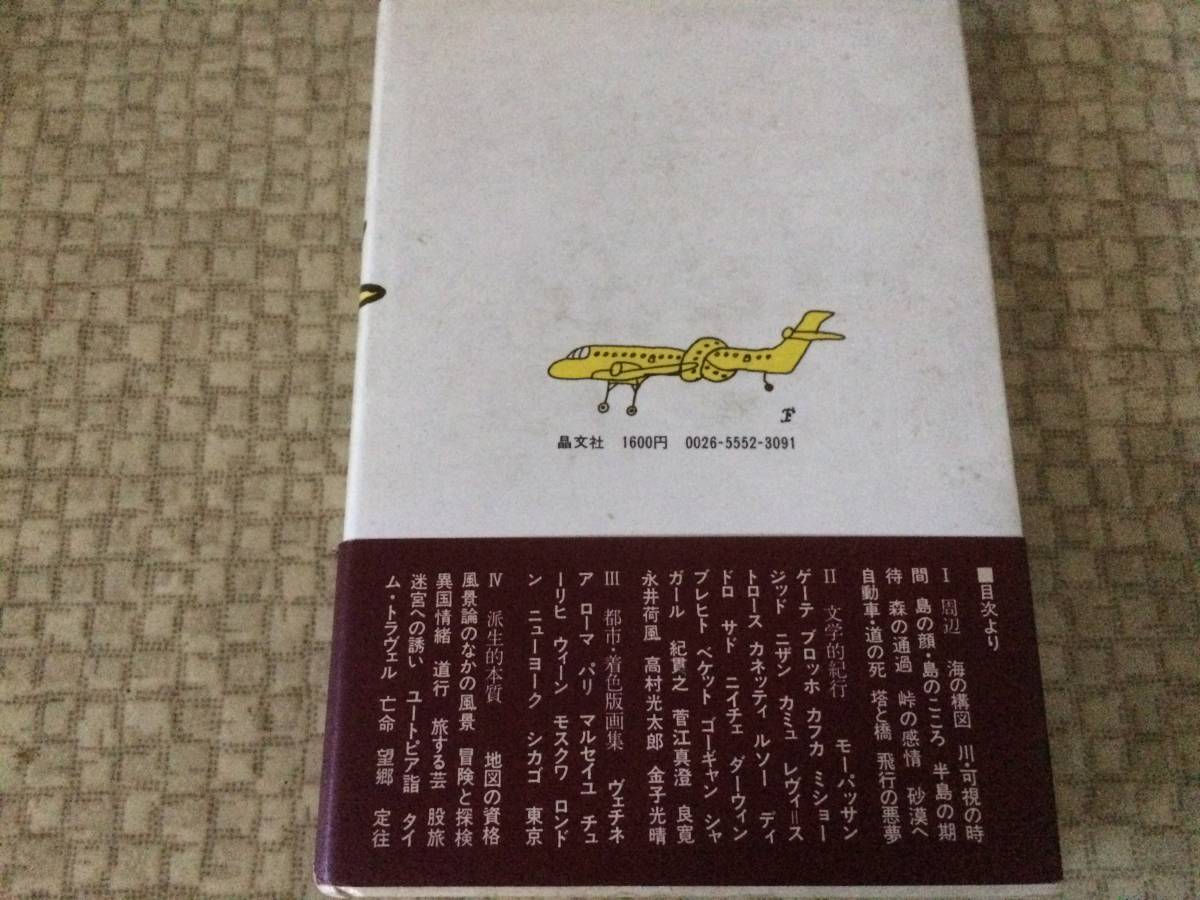 F
晶文社 1600円 0026-5552-3091
■目次より
I 周辺 海の構図 川・可視の時
間 島の顔・島のこころ 半島の期
待 森の通過 峠の感情 砂漠へ
自動車・道の死 塔と橋 飛行の悪夢
II 文学的紀行 モーパッサン
ゲーテ ブロッホ カフカ ミショー
ジッド ニザン カミュ レヴィ=ス
トロース カネッティ ルソー ディ
ドロ サド ニイチェ ダーウィン
ブレヒト ベケット ゴーギャン シャ
ガール 紀貫之 菅江真澄 良寛
永井荷風 高村光太郎 金子光晴
III 都市・着色版画集 ヴェチネ
ア ローマ パリ マルセイユ チュ
ーリヒ ウィーン モスクワ ロンド
ン ニューヨーク シカゴ 東京
IV 派生的本質 地図の資格
風景論のなかの風景 冒険と探検
異国情緒 道行 旅する芸 股旅
迷宮への誘い ユートピア詣 タイ
ム・トラヴェル 亡命 望郷 定住